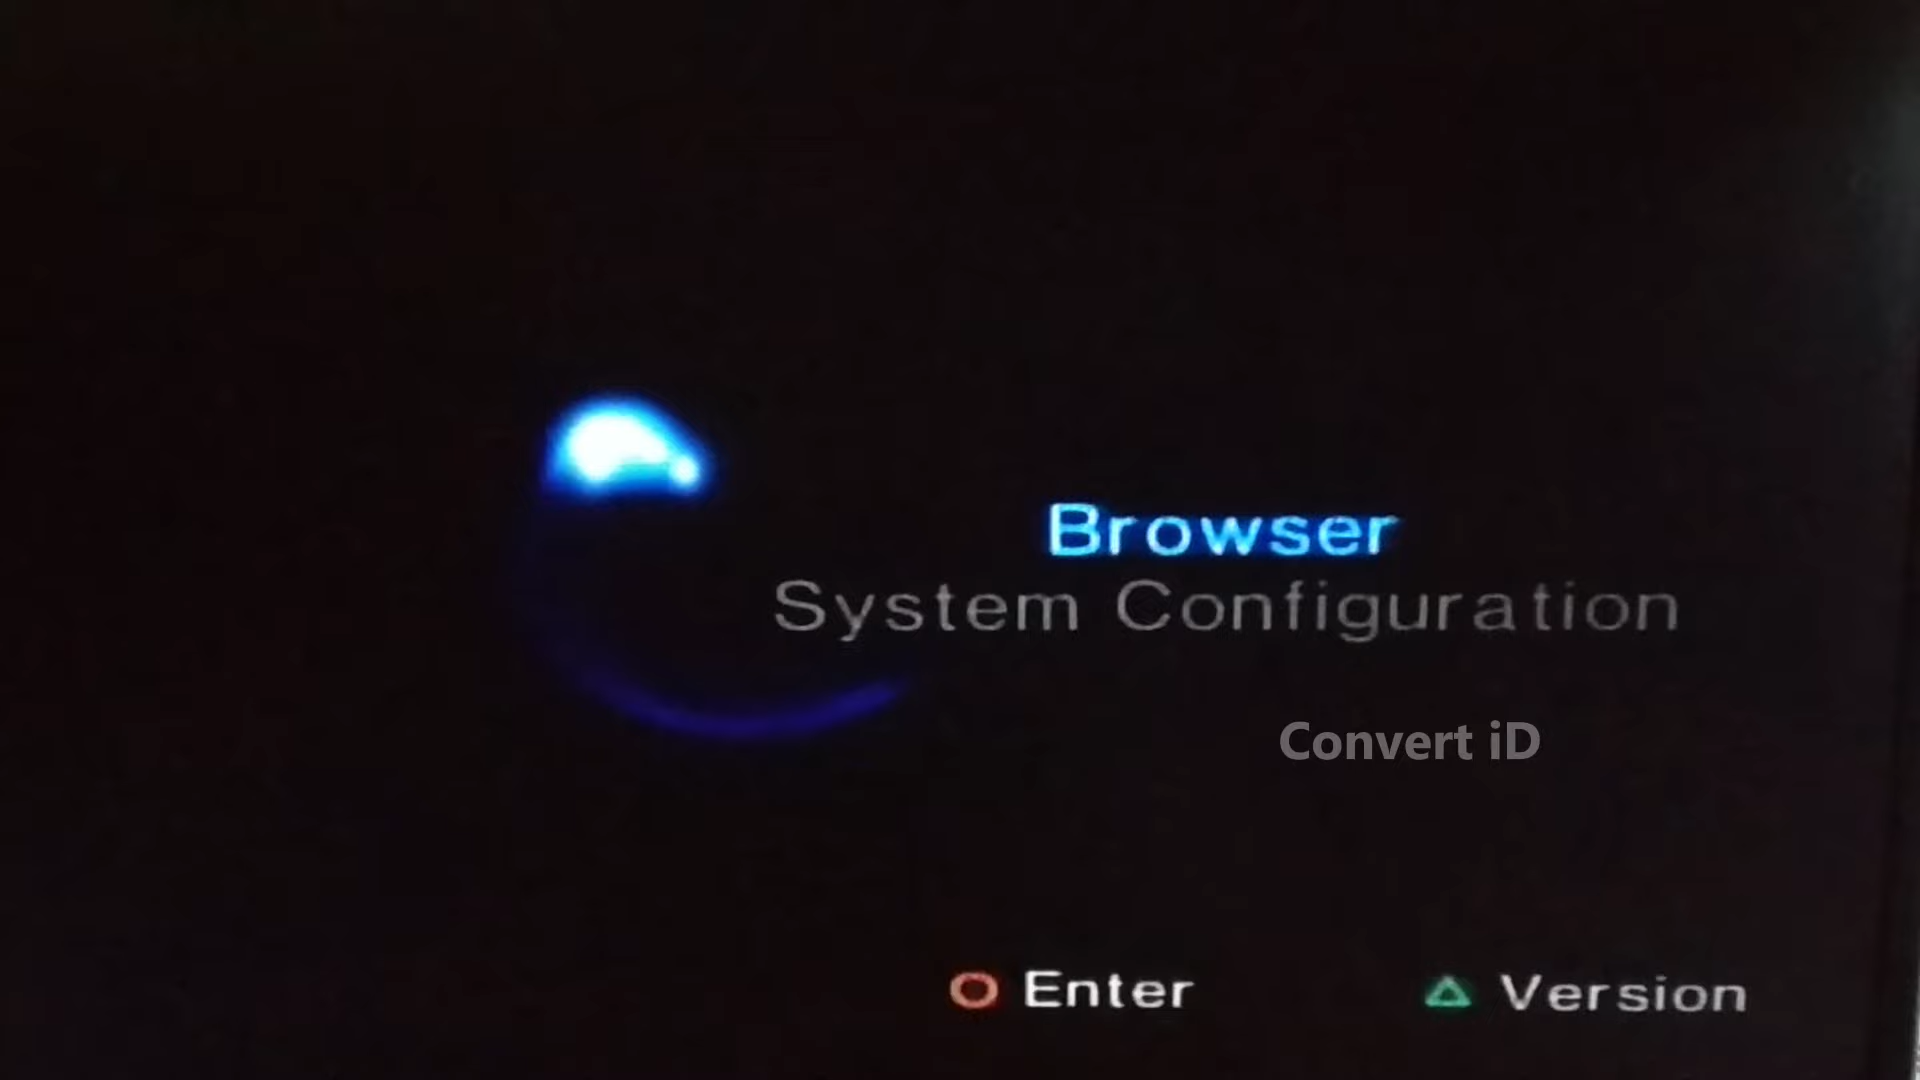 Browser
System Configuration
Convert iD
Enter
Version